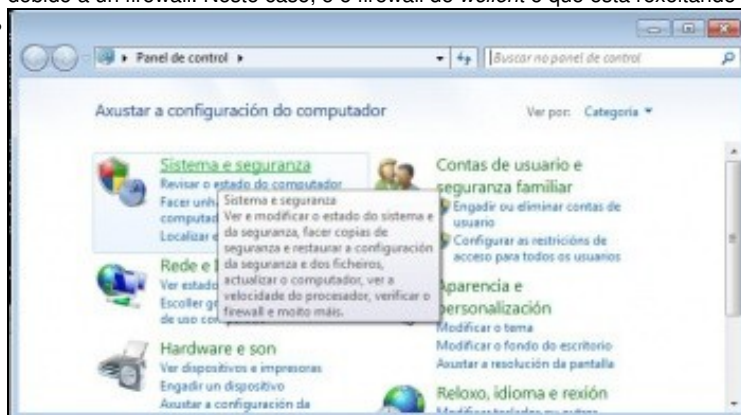 debido a un firewall. Neste caso, é o firewall do wclient o que está rexeitando
Panel de control
Buscar no panel de control
Axustar a configuración do computador
Ver por: Categoría
Sistema e seguranza
Revisar o estado do computador
Facer unh
computad
Localizar e
Sistema e seguranza
Ver e modificar o estado do sistema e
da seguranza, facer copias de
seguranza e restaurar a configuración
da seguranza e dos ficheiros,
actualizar o computador, ver a
velocidade do procesador, verificar o
firewall e moito máis.
Rede e I
Ver estado
Escoller gr
de uso com
Hardware e son
Ver dispositivos e impresoras
Engadir un dispositivo
Axustar a configuración da
Contas de usuario e
seguranza familiar
Engadir ou eliminar contas de
usuario
Configurar as restricións de
acceso para todos os usuarios
Aparencia e
personalización
Modificar o tema
Modificar o fondo do escritorio
Axustar a resolución da pantalla
Reloxo, idioma e rexión